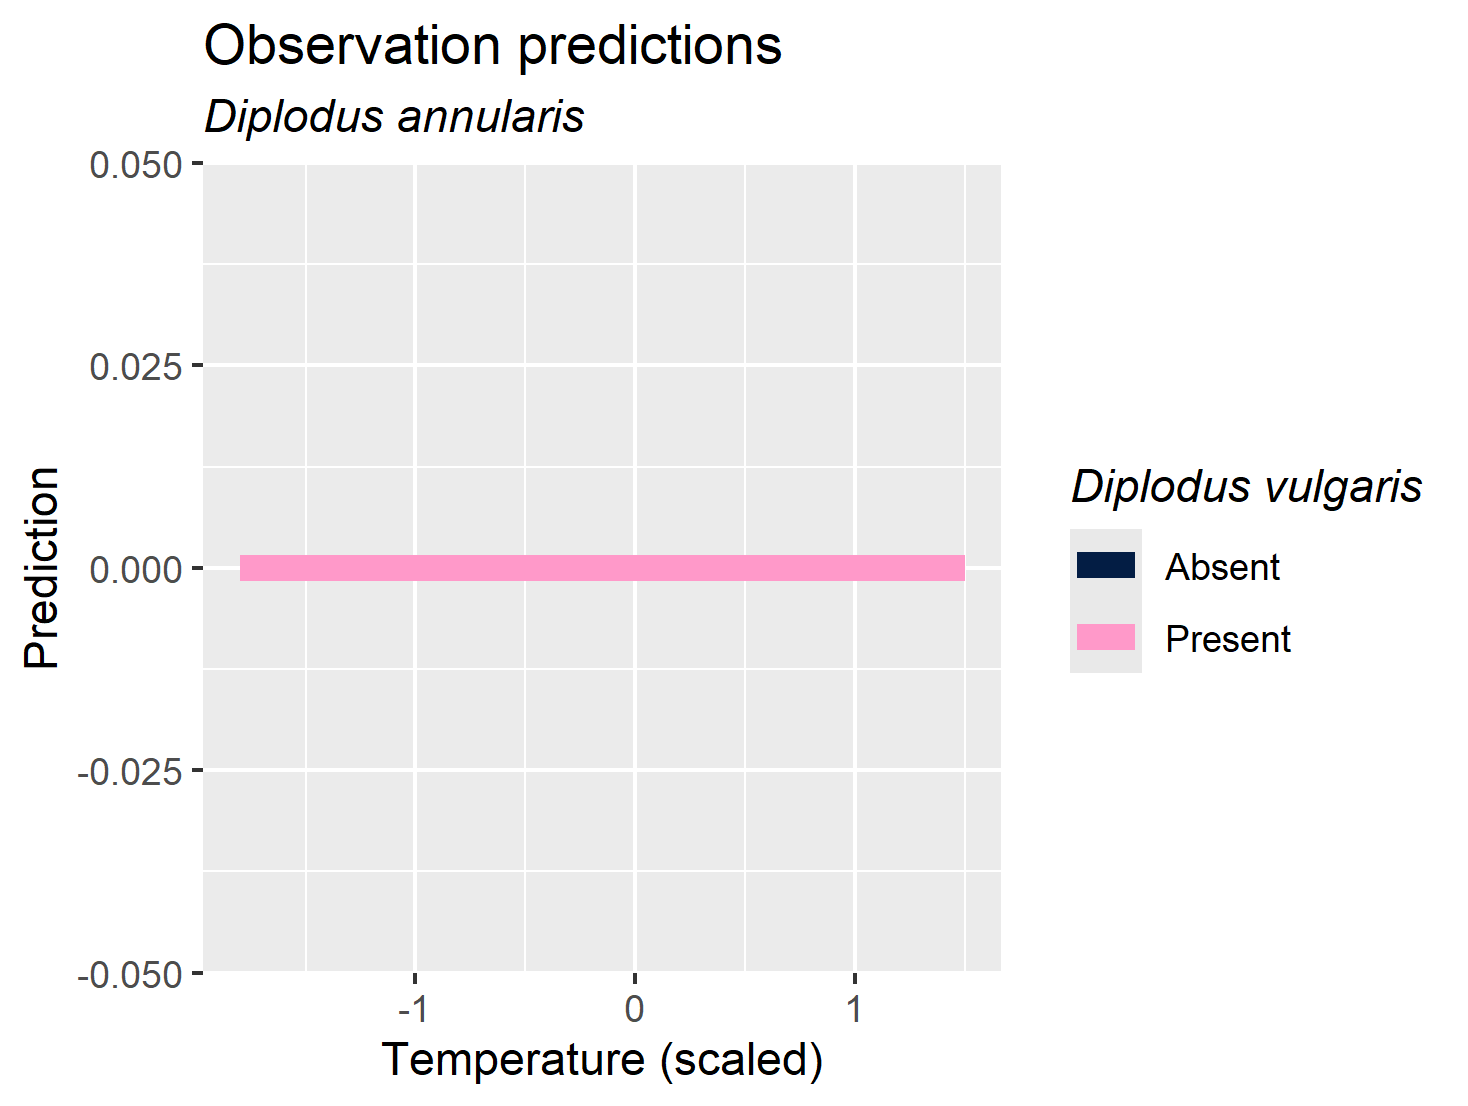 Observation predictions
Diplodus annularis
0.050
0.025
0.000
-0.025
-0.050
Prediction
-1
0
1
Temperature (scaled)
Diplodus vulgaris
Absent
Present